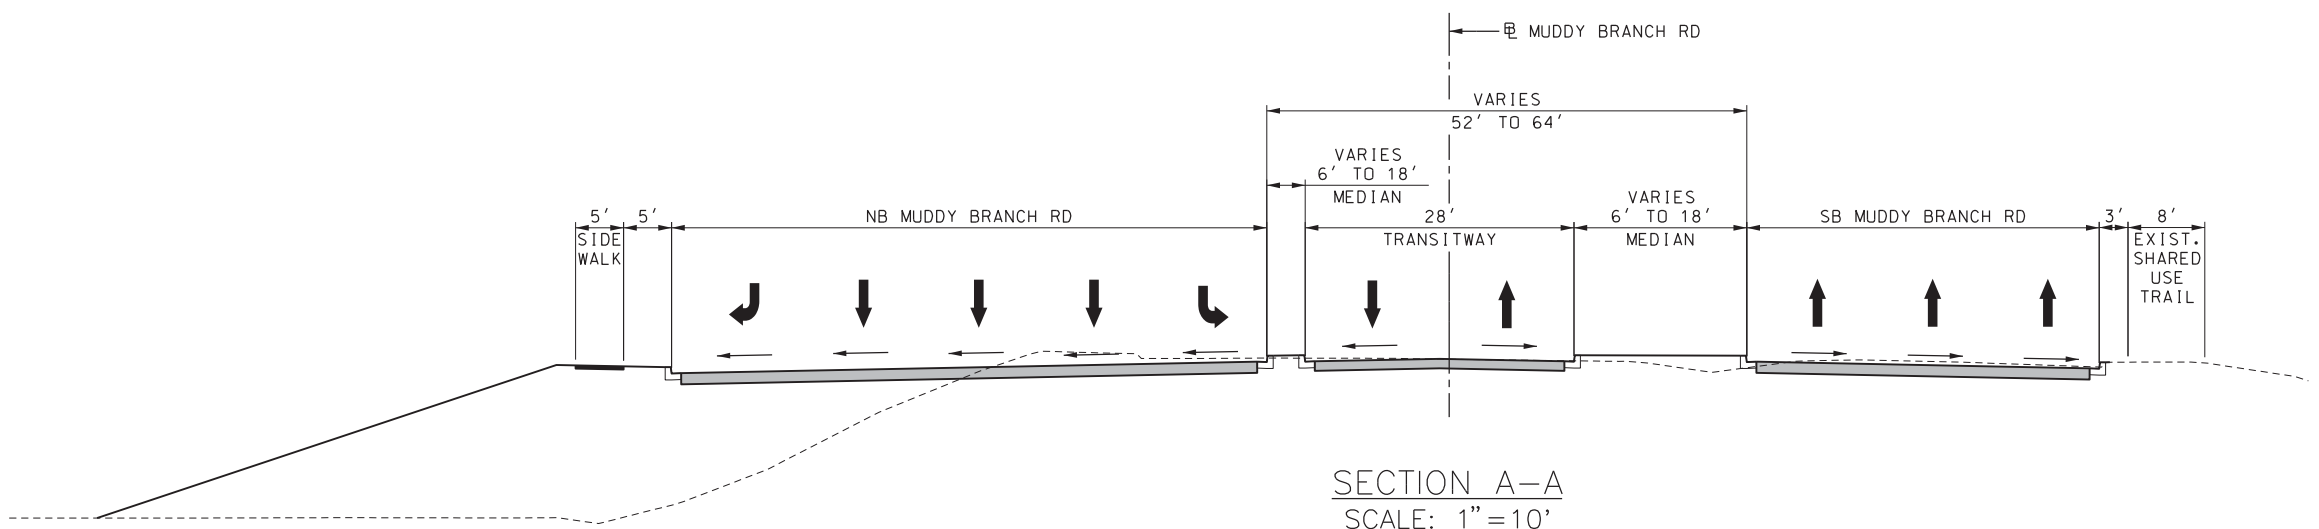 ℄ MUDDY BRANCH RD
VARIES
52' TO 64'
VARIES
6' TO 18'
MEDIAN
VARIES
6' TO 18'
MEDIAN
5'
SIDE
WALK
5'
NB MUDDY BRANCH RD
28'
TRANSITWAY
SB MUDDY BRANCH RD
3'
8'
EXIST.
SHARED
USE
TRAIL
SECTION A-A
SCALE: 1"=10'